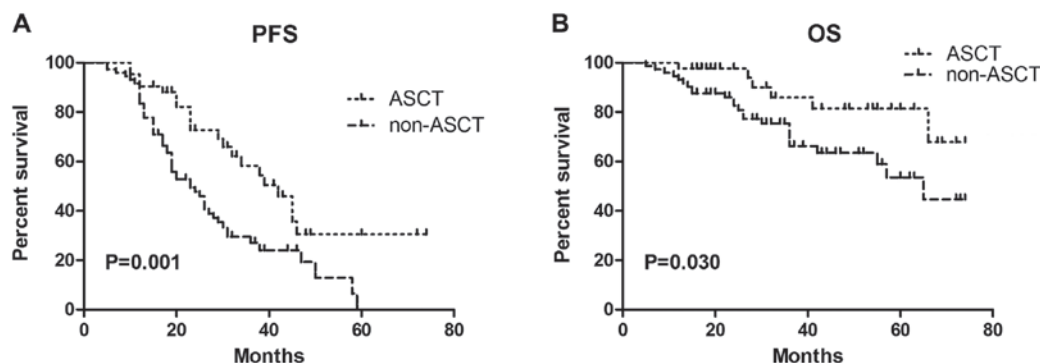 A
PFS
Percent survival
100
80
60
40
20
0
ASCT
non-ASCT
P=0.001
0 20 40 60 80
Months
B
OS
Percent survival
100
80
60
40
20
0
ASCT
non-ASCT
P=0.030
0 20 40 60 80
Months